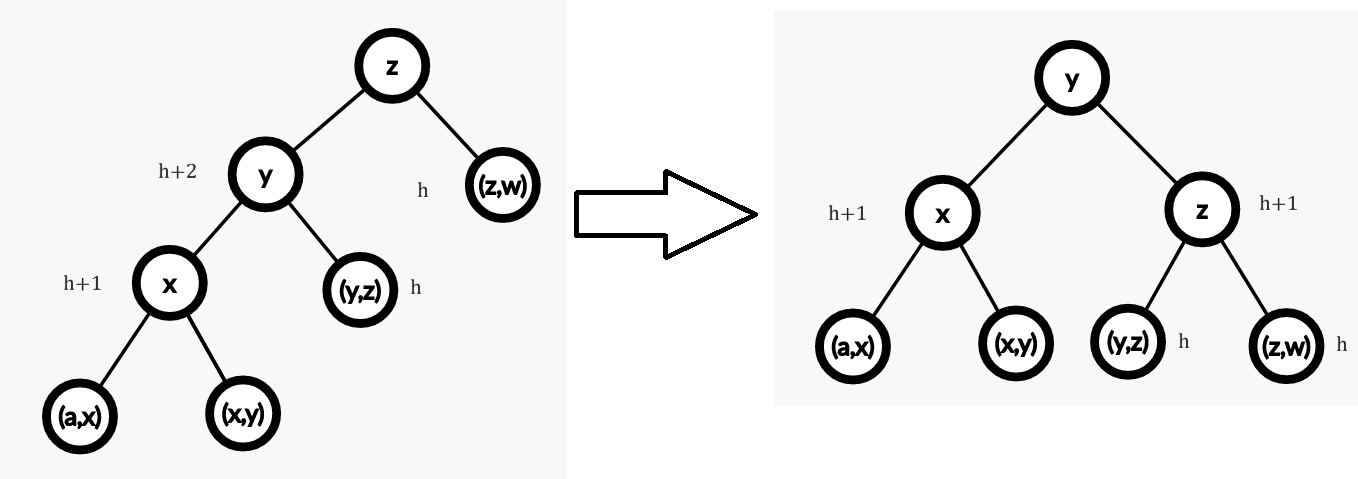 z
h+2
y
h
(z,w)
h+1
x
(y,z)
h
(a,x)
(x,y)
y
h+1
x
z
h+1
(a,x)
(x,y)
(y,z)
h
(z,w)
h